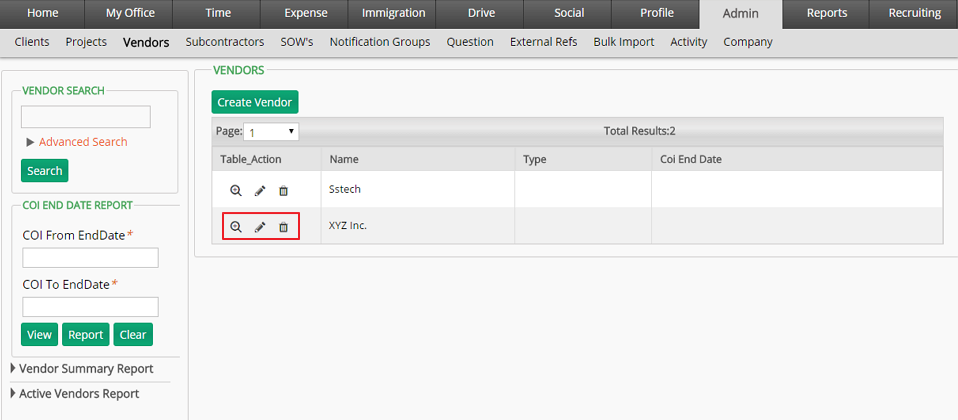 Home My Office Time Expense Immigration Drive Social Profile Admin Reports Recruiting
Clients Projects Vendors Subcontractors SOW's Notification Groups Question External Refs Bulk Import Activity Company
VENDOR SEARCH
Advanced Search
Search
COI END DATE REPORT
COI From EndDate*
COI To EndDate*
View Report Clear
Vendor Summary Report
Active Vendors Report
VENDORS
Create Vendor
Page: 1 Total Results:2
Table_Action Name Type Coi End Date
Sstech
XYZ Inc.